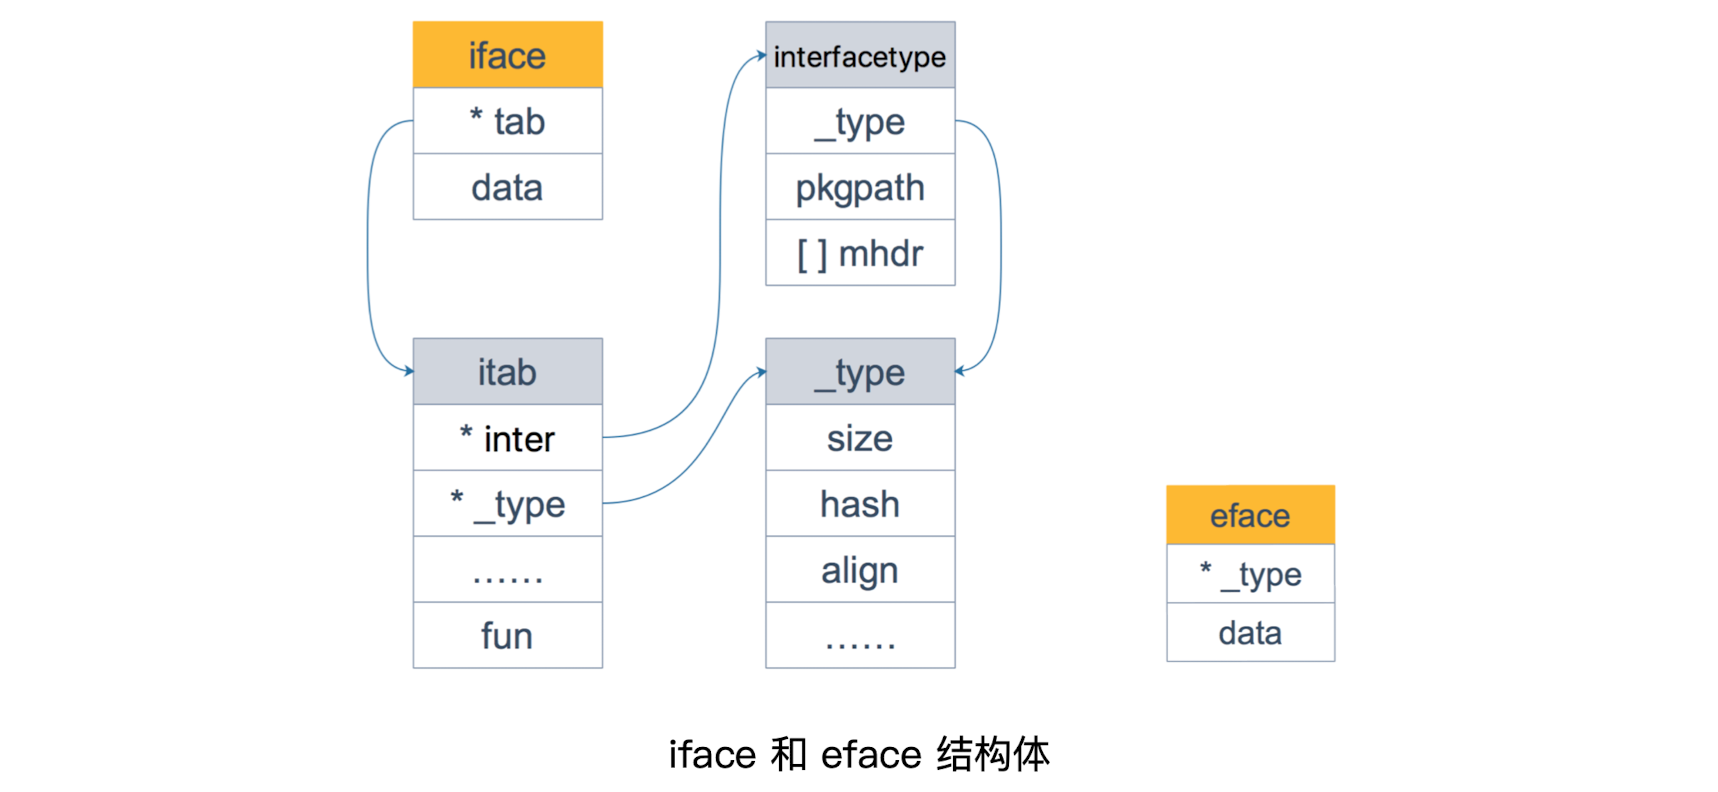 iface
* tab
data
interfacetype
_type
pkgpath
[ ] mhdr
itab
* inter
* _type
......
fun
_type
size
hash
align
......
eface
* _type
data
iface 和 eface 结构体